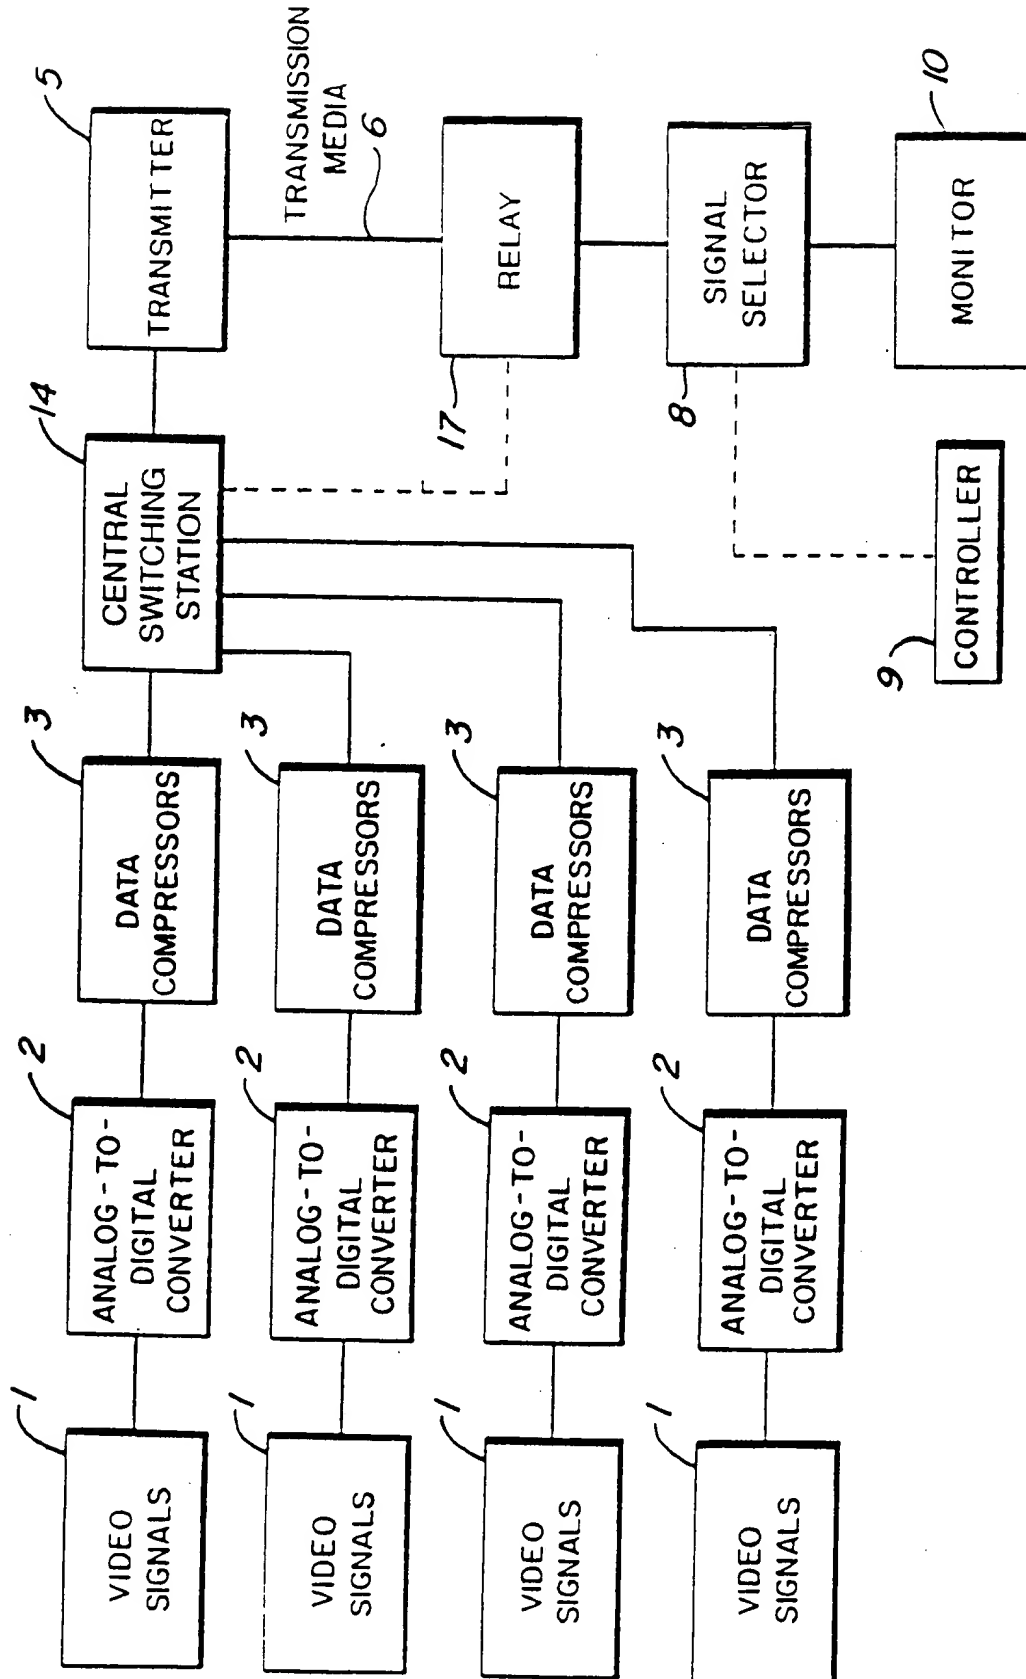 1
VIDEO
SIGNALS
2
ANALOG-TO-
DIGITAL
CONVERTER
3
DATA
COMPRESSORS
14
CENTRAL
SWITCHING
STATION
5
TRANSMITTER
1
VIDEO
SIGNALS
2
ANALOG-TO-
DIGITAL
CONVERTER
3
DATA
COMPRESSORS
TRANSMISSION
MEDIA
6
1
VIDEO
SIGNALS
2
ANALOG-TO-
DIGITAL
CONVERTER
3
DATA
COMPRESSORS
17
RELAY
1
VIDEO
SIGNALS
2
ANALOG-TO-
DIGITAL
CONVERTER
3
DATA
COMPRESSORS
8
SIGNAL
SELECTOR
9
CONTROLLER
10
MONITOR